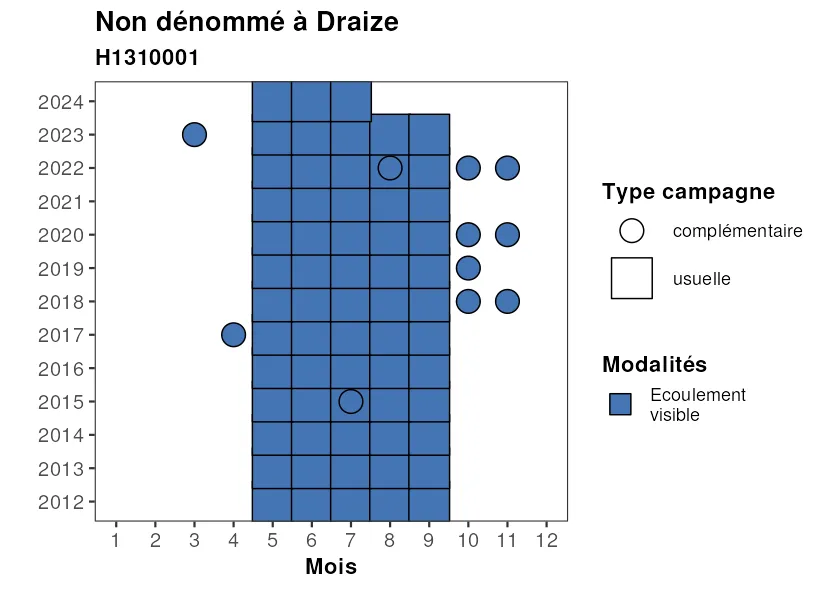 Non dénommé à Draize
H1310001
2024
2023
2022
2021
2020
2019
2018
2017
2016
2015
2014
2013
2012
1 2 3 4 5 6 7 8 9 10 11 12
Mois
Type campagne
complémentaire
usuelle
Modalités
Ecoulement
visible